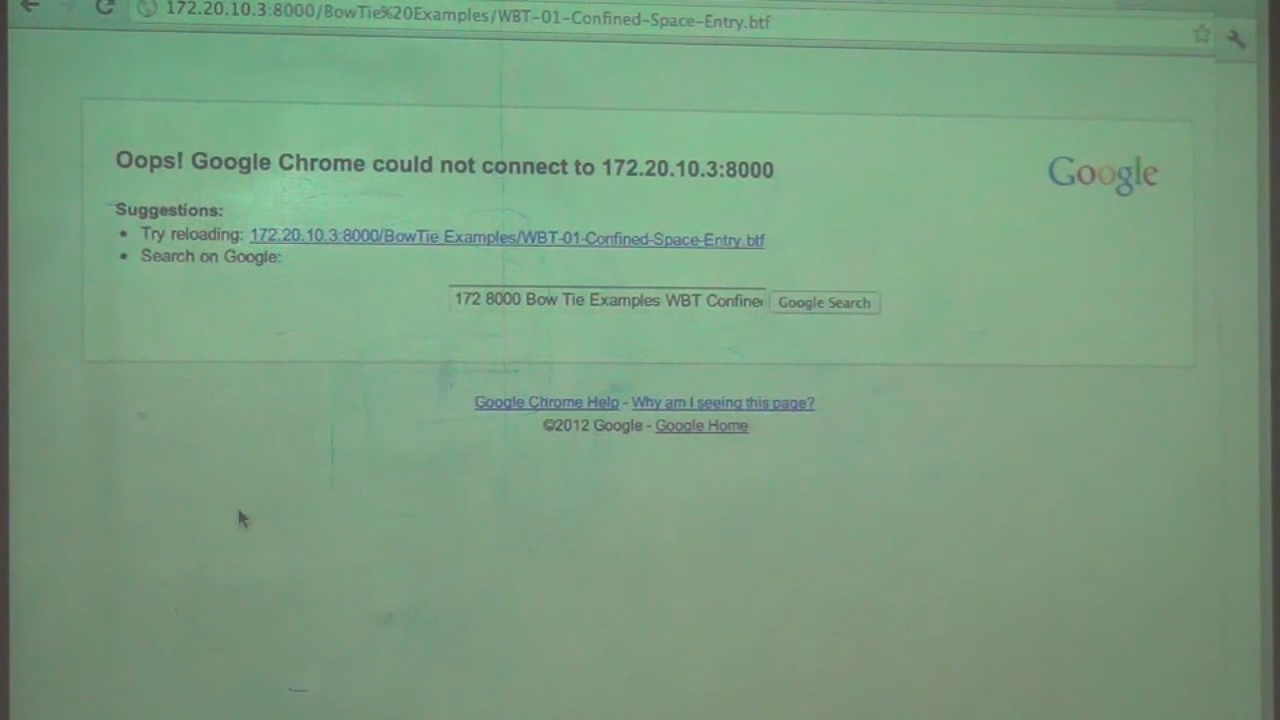 172.20.10.3:8000/BowTie%20Examples/WBT-01-Confined-Space-Entry.btf
Oops! Google Chrome could not connect to 172.20.10.3:8000
Google
Suggestions:
• Try reloading: 172.20.10.3:8000/BowTie Examples/WBT-01-Confined-Space-Entry.btf
• Search on Google:
172 8000 Bow Tie Examples WBT Confine Google Search
Google Chrome Help - Why am I seeing this page?
©2012 Google - Google Home